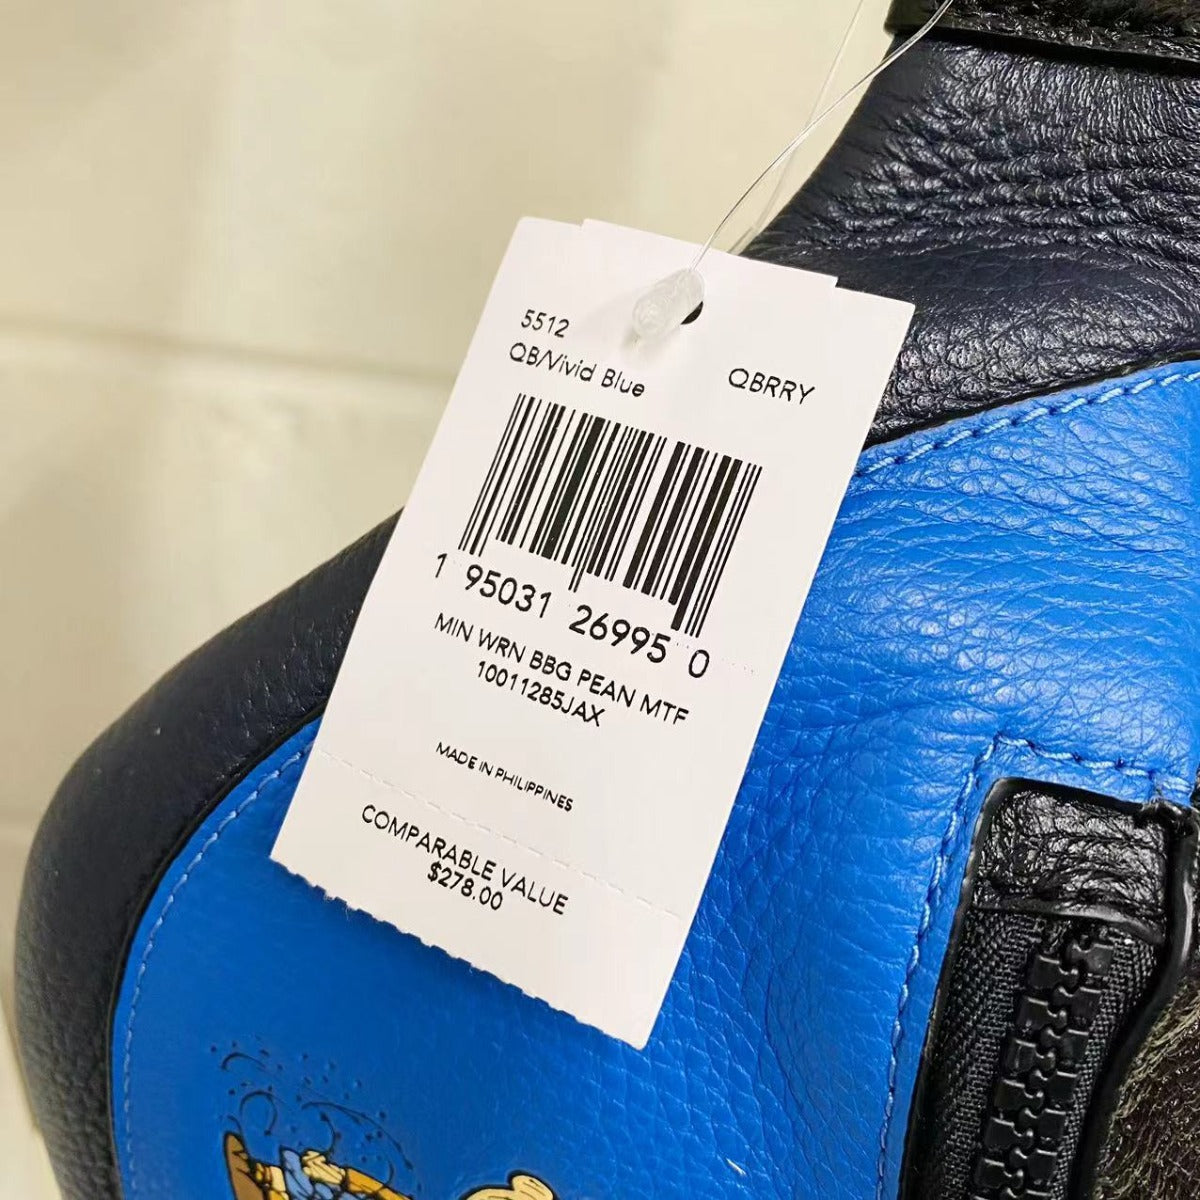 5512
QB/Vivid Blue QBRRY
1 95031 26995 0
MIN WRN BBG PEAN MTF
10011285JAX
MADE IN PHILIPPINES
COMPARABLE VALUE
$278.00